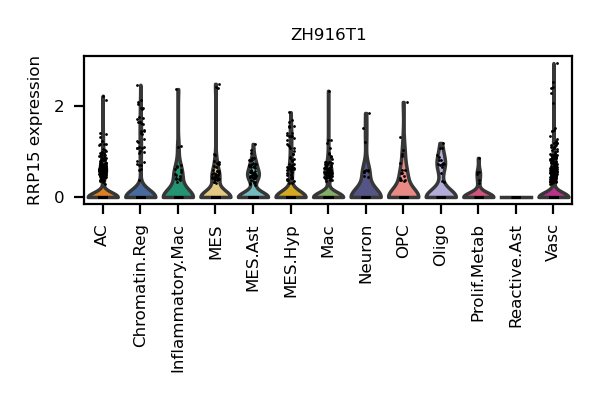 ZH916T1
RRP15 expression
2
0
AC
Chromatin.Reg
Inflammatory.Mac
MES
MES.Ast
MES.Hyp
Mac
Neuron
OPC
Oligo
Prolif.Metab
Reactive.Ast
Vasc